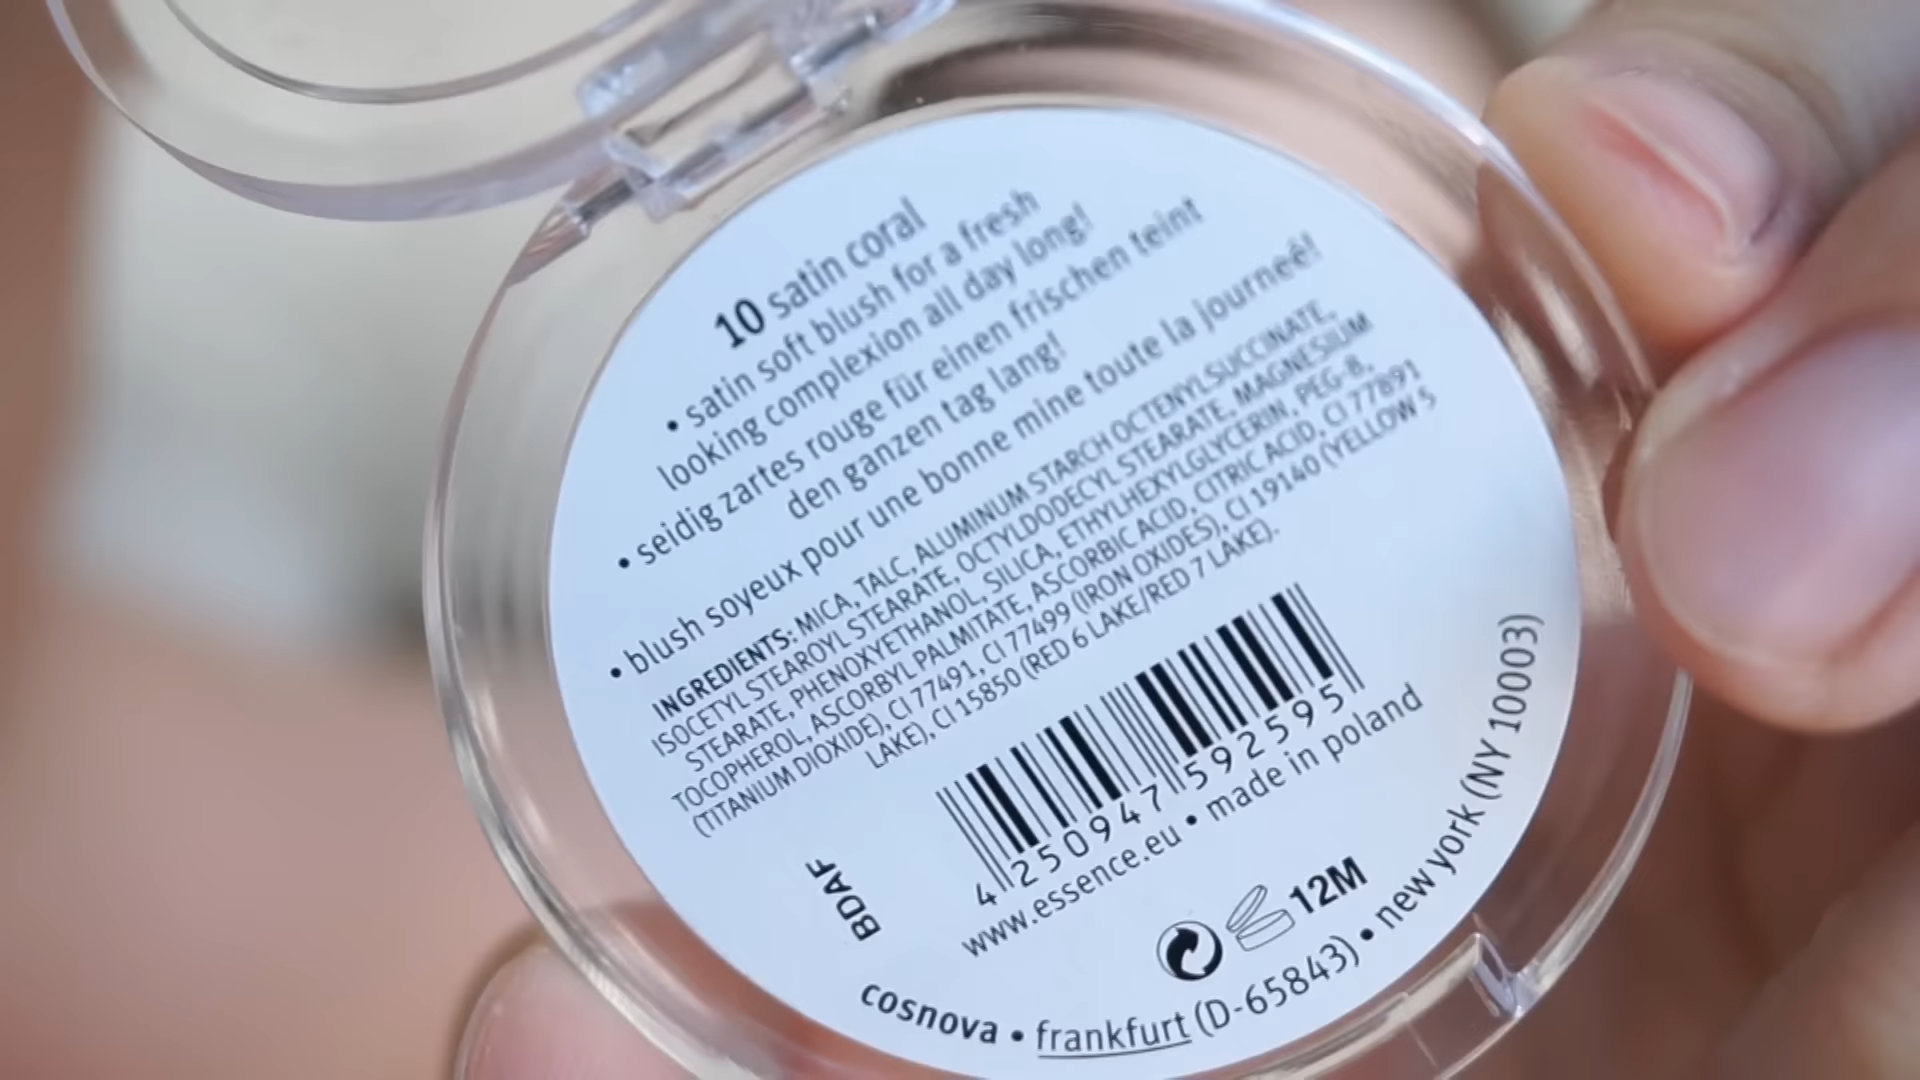 10 satin coral
• satin soft blush for a fresh
looking complexion all day long!
• seidig zartes rouge für einen frischen teint
den ganzen tag lang!
• blush soyeux pour une bonne mine toute la journeé!
INGREDIENTS: MICA, TALC, ALUMINUM STARCH OCTENYLSUCCINATE,
ISOCETYL STEAROYL STEARATE, OCTYLDODECYL STEARATE, MAGNESIUM
STEARATE, PHENOXYETHANOL, SILICA, ETHYLHEXYLGLYCERIN, PEG-8,
TOCOPHEROL, ASCORBYL PALMITATE, ASCORBIC ACID, CITRIC ACID, CI 77891
(TITANIUM DIOXIDE), CI 77491, CI 77499 (IRON OXIDES), CI 19140 (YELLOW 5
LAKE), CI 15850 (RED 6 LAKE/RED 7 LAKE).
4 250947 592595
www.essence.eu • made in poland
BDAF
12M
cosnova • frankfurt (D-65843) • new york (NY 10003)